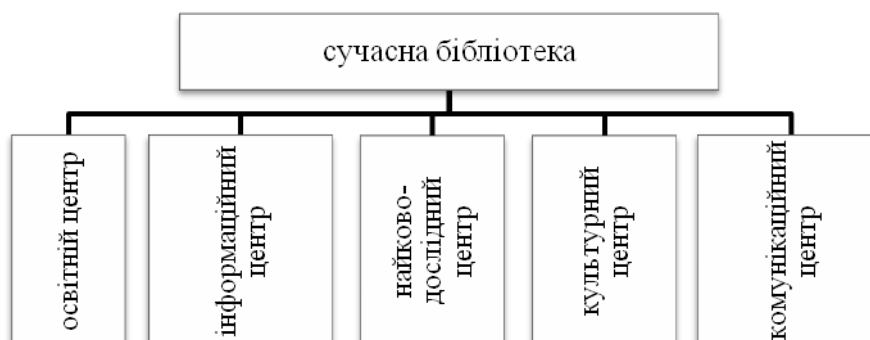 сучасна бібліотека
освітній центр
інформаційний
центр
найково-
дослідний
центр
культурний
центр
комунікаційний
центр